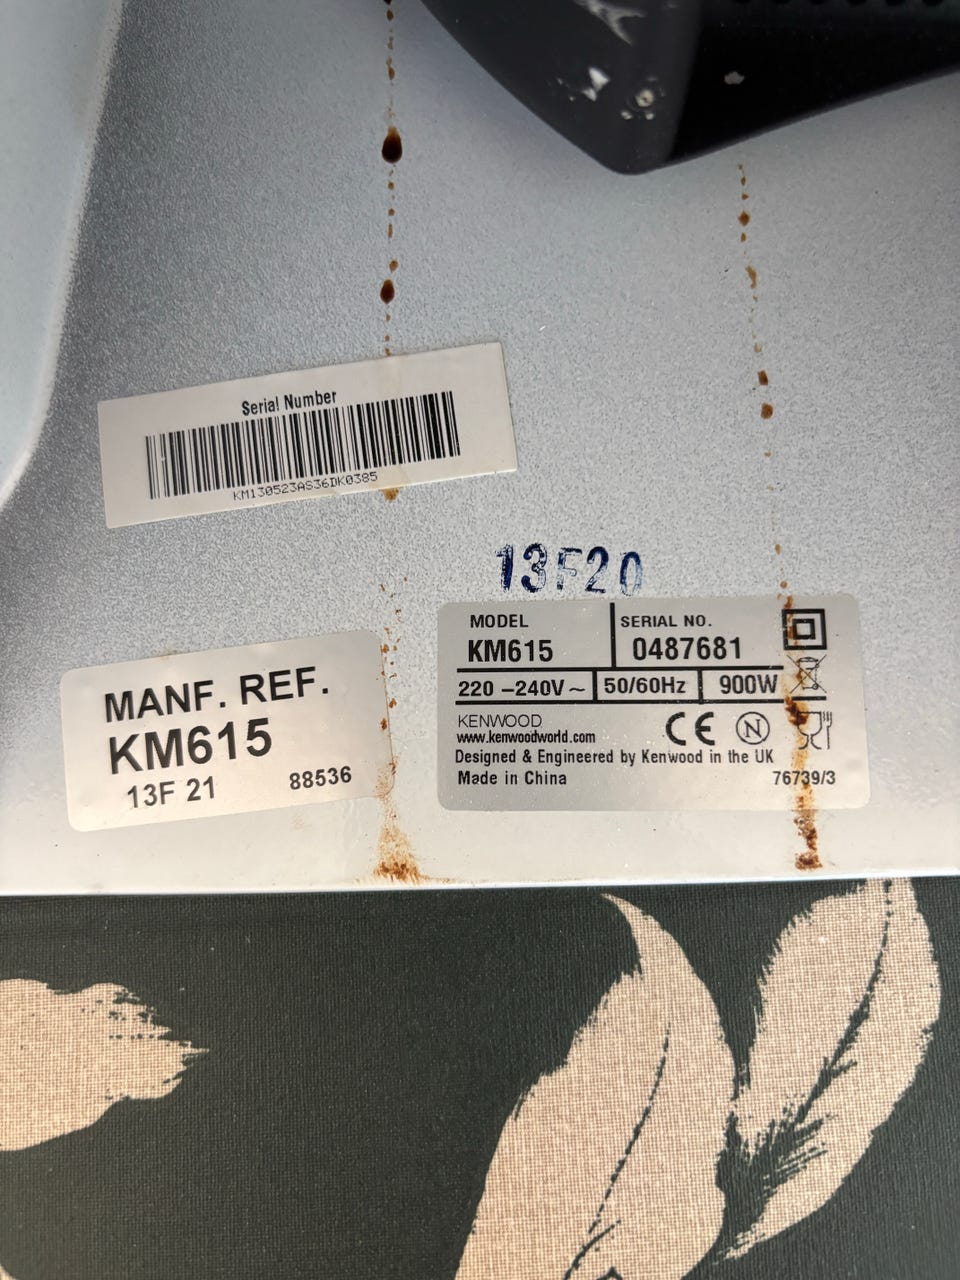 Serial Number
KM130523AS36DK0385
13F20
MANF. REF.
KM615
13F 21 88536
MODEL SERIAL NO.
KM615 0487681
220 –240V ~ 50/60Hz 900W
KENWOOD
www.kenwoodworld.com
CE N
Designed & Engineered by Kenwood in the UK
Made in China 76739/3